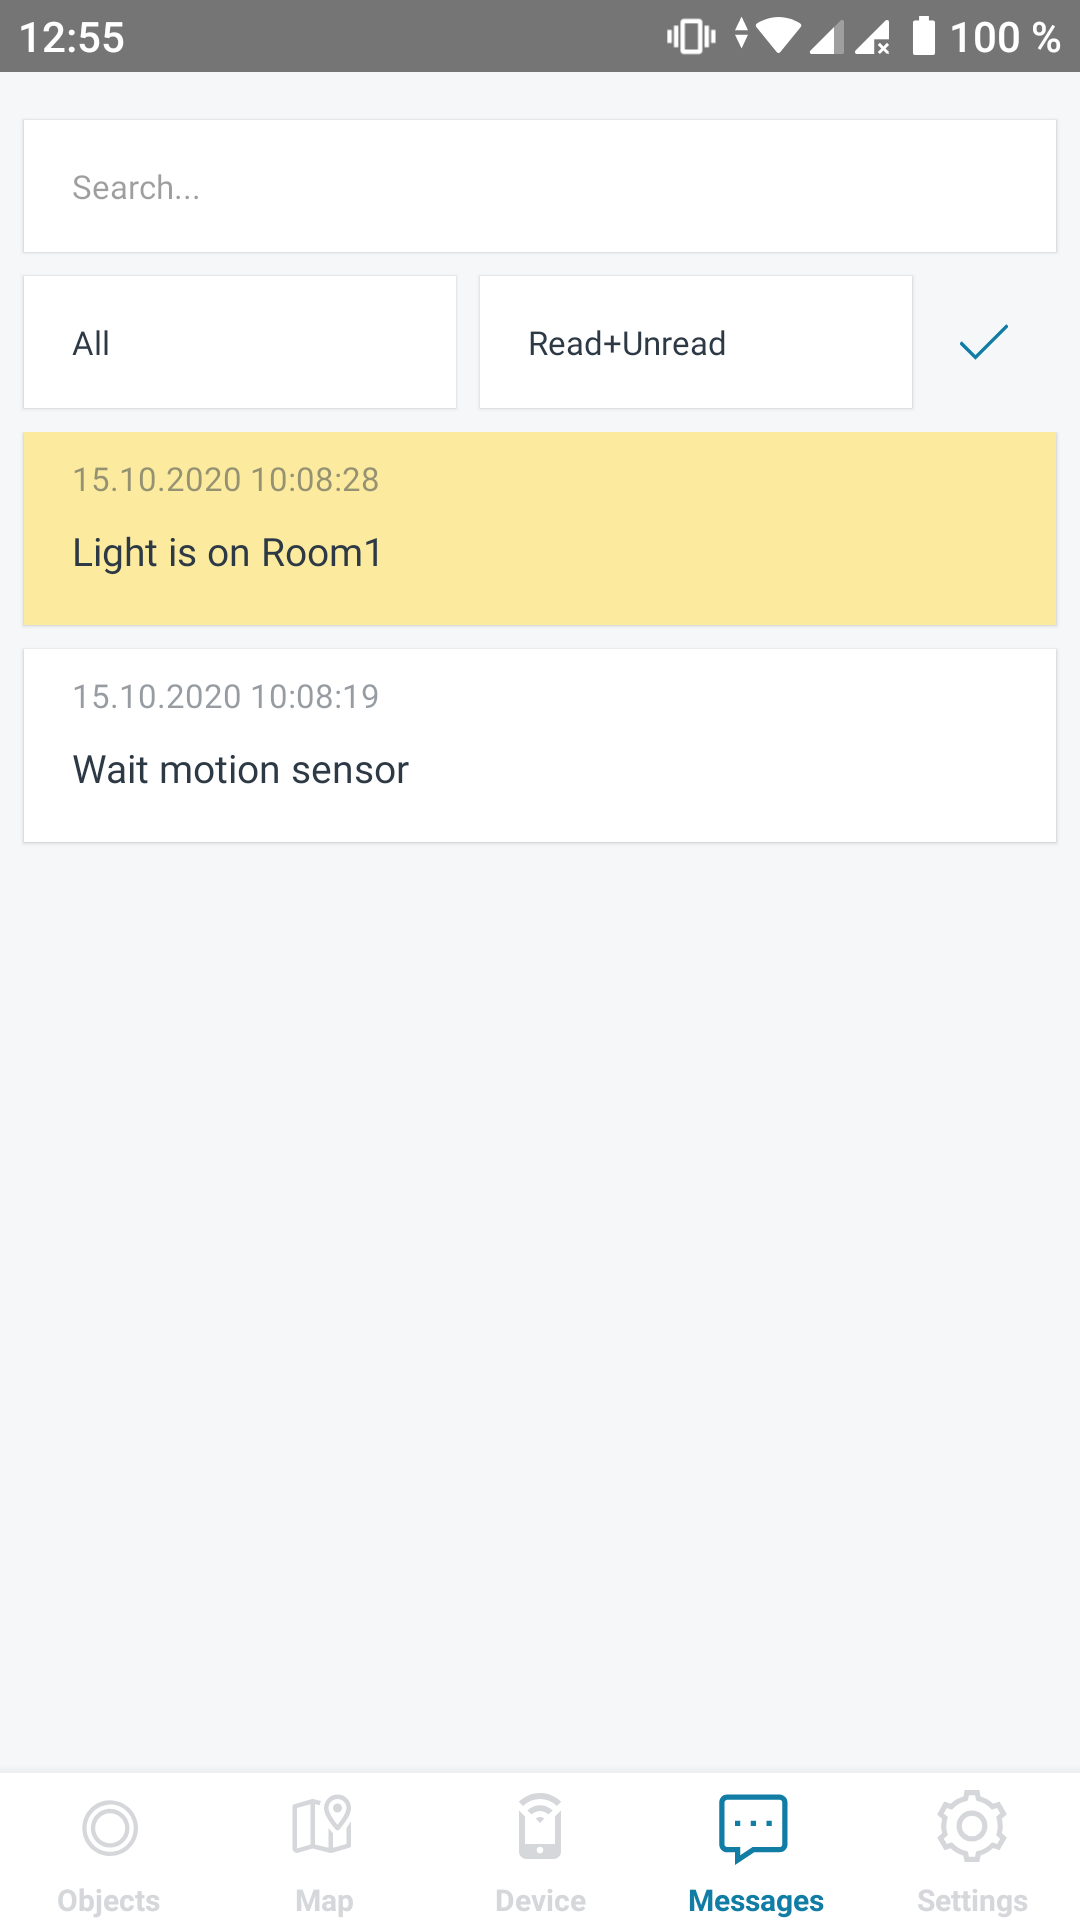 12:55 100 %
Search...
All Read+Unread
15.10.2020 10:08:28
Light is on Room1
15.10.2020 10:08:19
Wait motion sensor
Objects Map Device Messages Settings